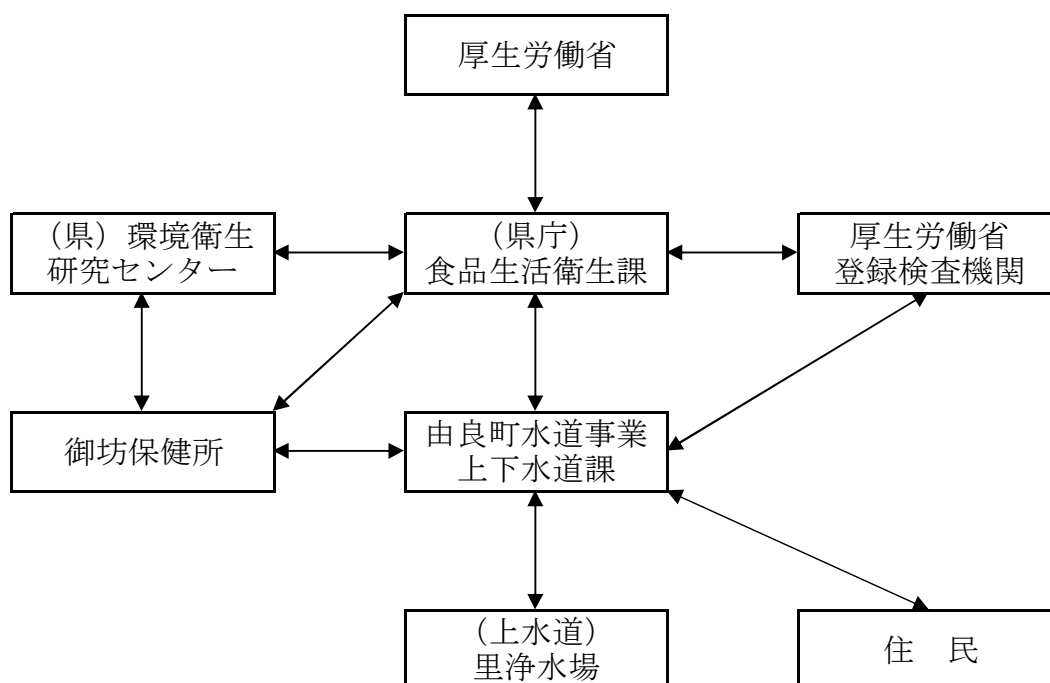 厚生労働省
（県）環境衛生
研究センター
（県庁）
食品生活衛生課
厚生労働省
登録検査機関
御坊保健所
由良町水道事業
上下水道課
（上水道）
里浄水場
住　民